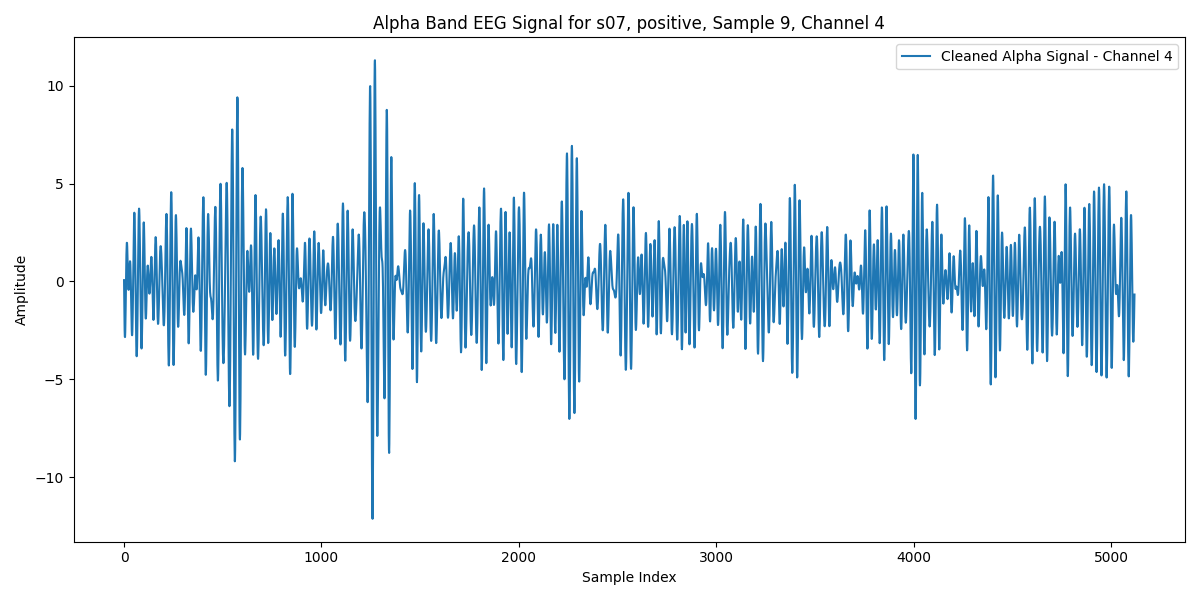 Alpha Band EEG Signal for s07, positive, Sample 9, Channel 4
Cleaned Alpha Signal - Channel 4
Amplitude
10
5
0
−5
−10
0 1000 2000 3000 4000 5000
Sample Index